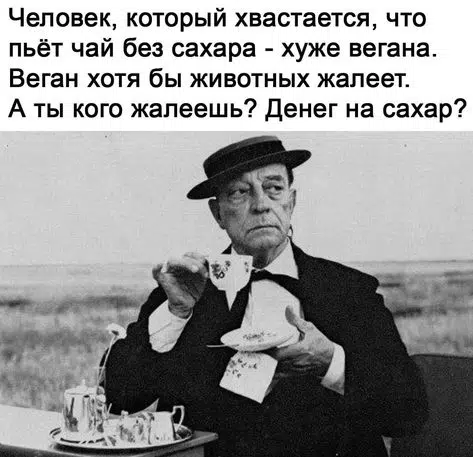 Человек, который хвастается, что
пьёт чай без сахара - хуже вегана.
Веган хотя бы животных жалеет.
А ты кого жалеешь? Денег на сахар?